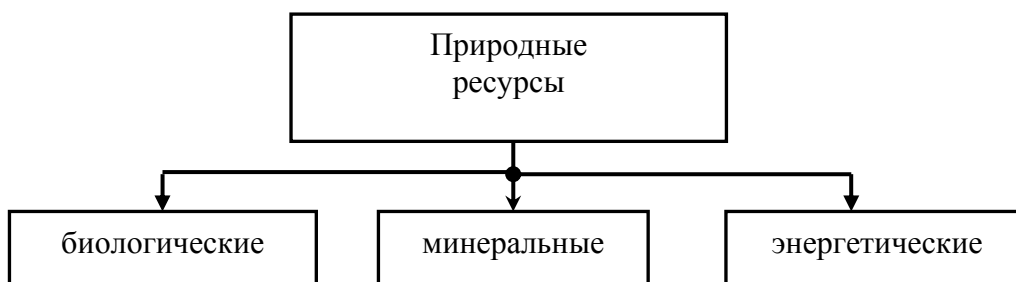 Природные
ресурсы
биологические
минеральные
энергетические